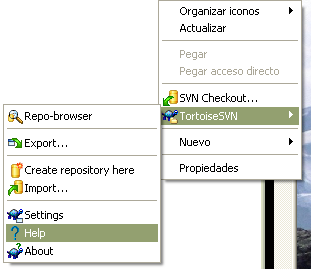 Organizar iconos
Actualizar
Pegar
Pegar acceso directo
SVN Checkout...
TortoiseSVN
Nuevo
Propiedades
Repo-browser
Export...
Create repository here
Import...
Settings
Help
About